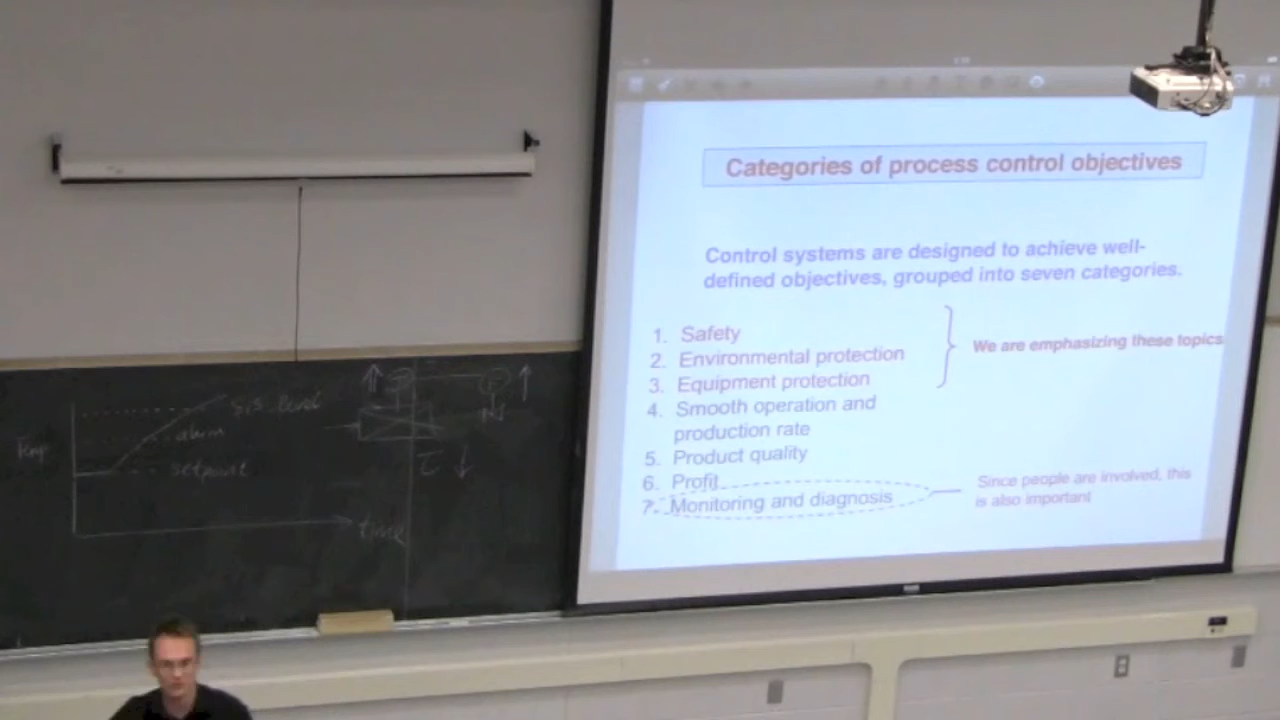 Categories of process control objectives
Control systems are designed to achieve well-
defined objectives, grouped into seven categories.
1. Safety
2. Environmental protection
3. Equipment protection
4. Smooth operation and
production rate
5. Product quality
6. Profit
7. Monitoring and diagnosis
We are emphasizing these topics
Since people are involved, this
is also important
SIS level
alarm
setpoint
Temp
time
τ